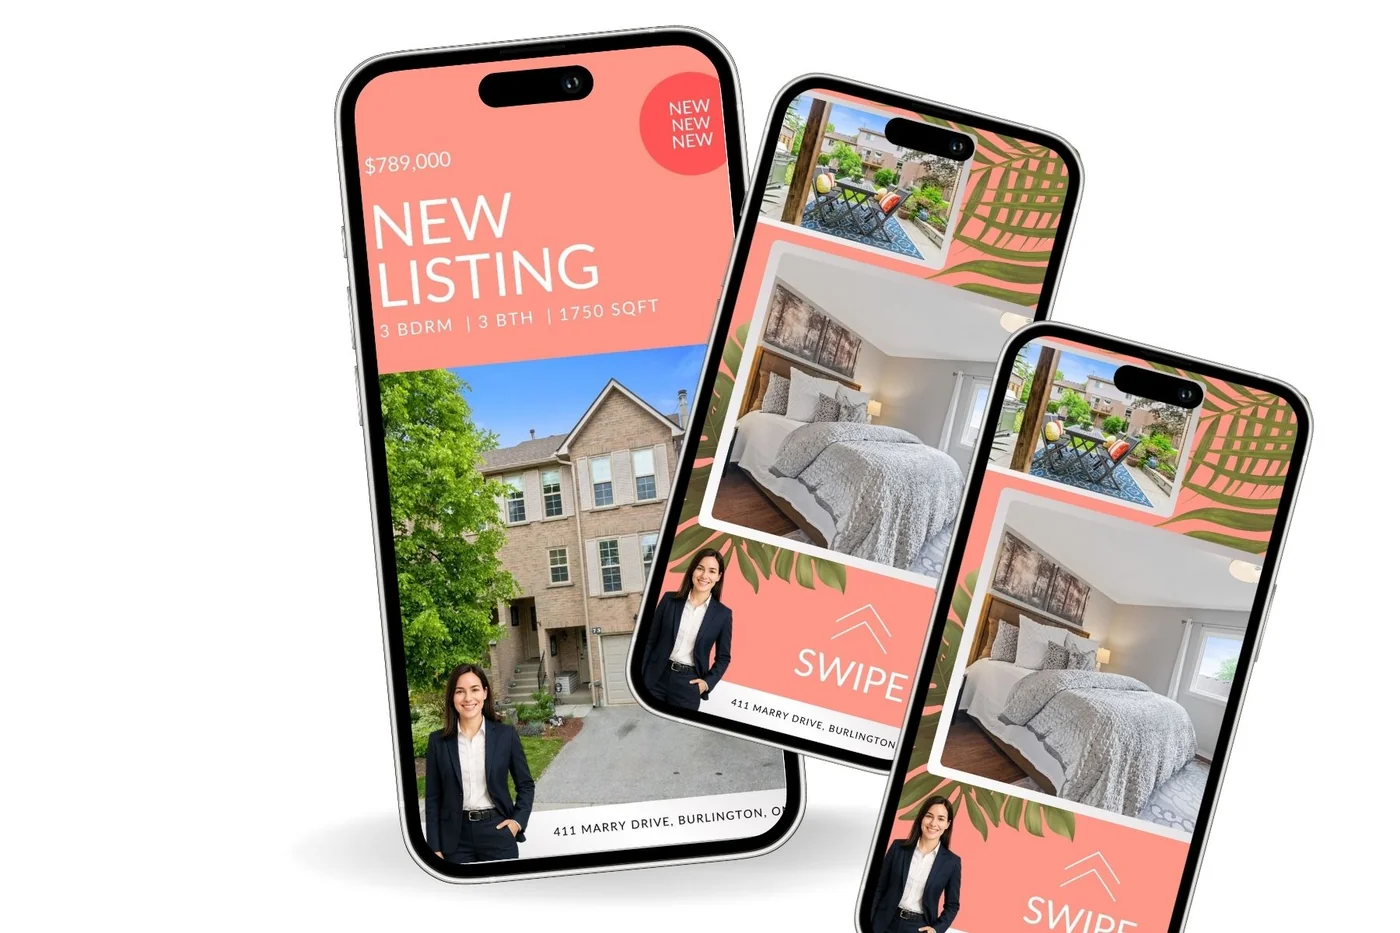 NEW
NEW
NEW
$789,000
NEW
LISTING
3 BDRM | 3 BTH | 1750 SQFT
411 MARRY DRIVE, BURLINGTON,
SWIPE
411 MARRY DRIVE, BURLINGTON
SWIPE